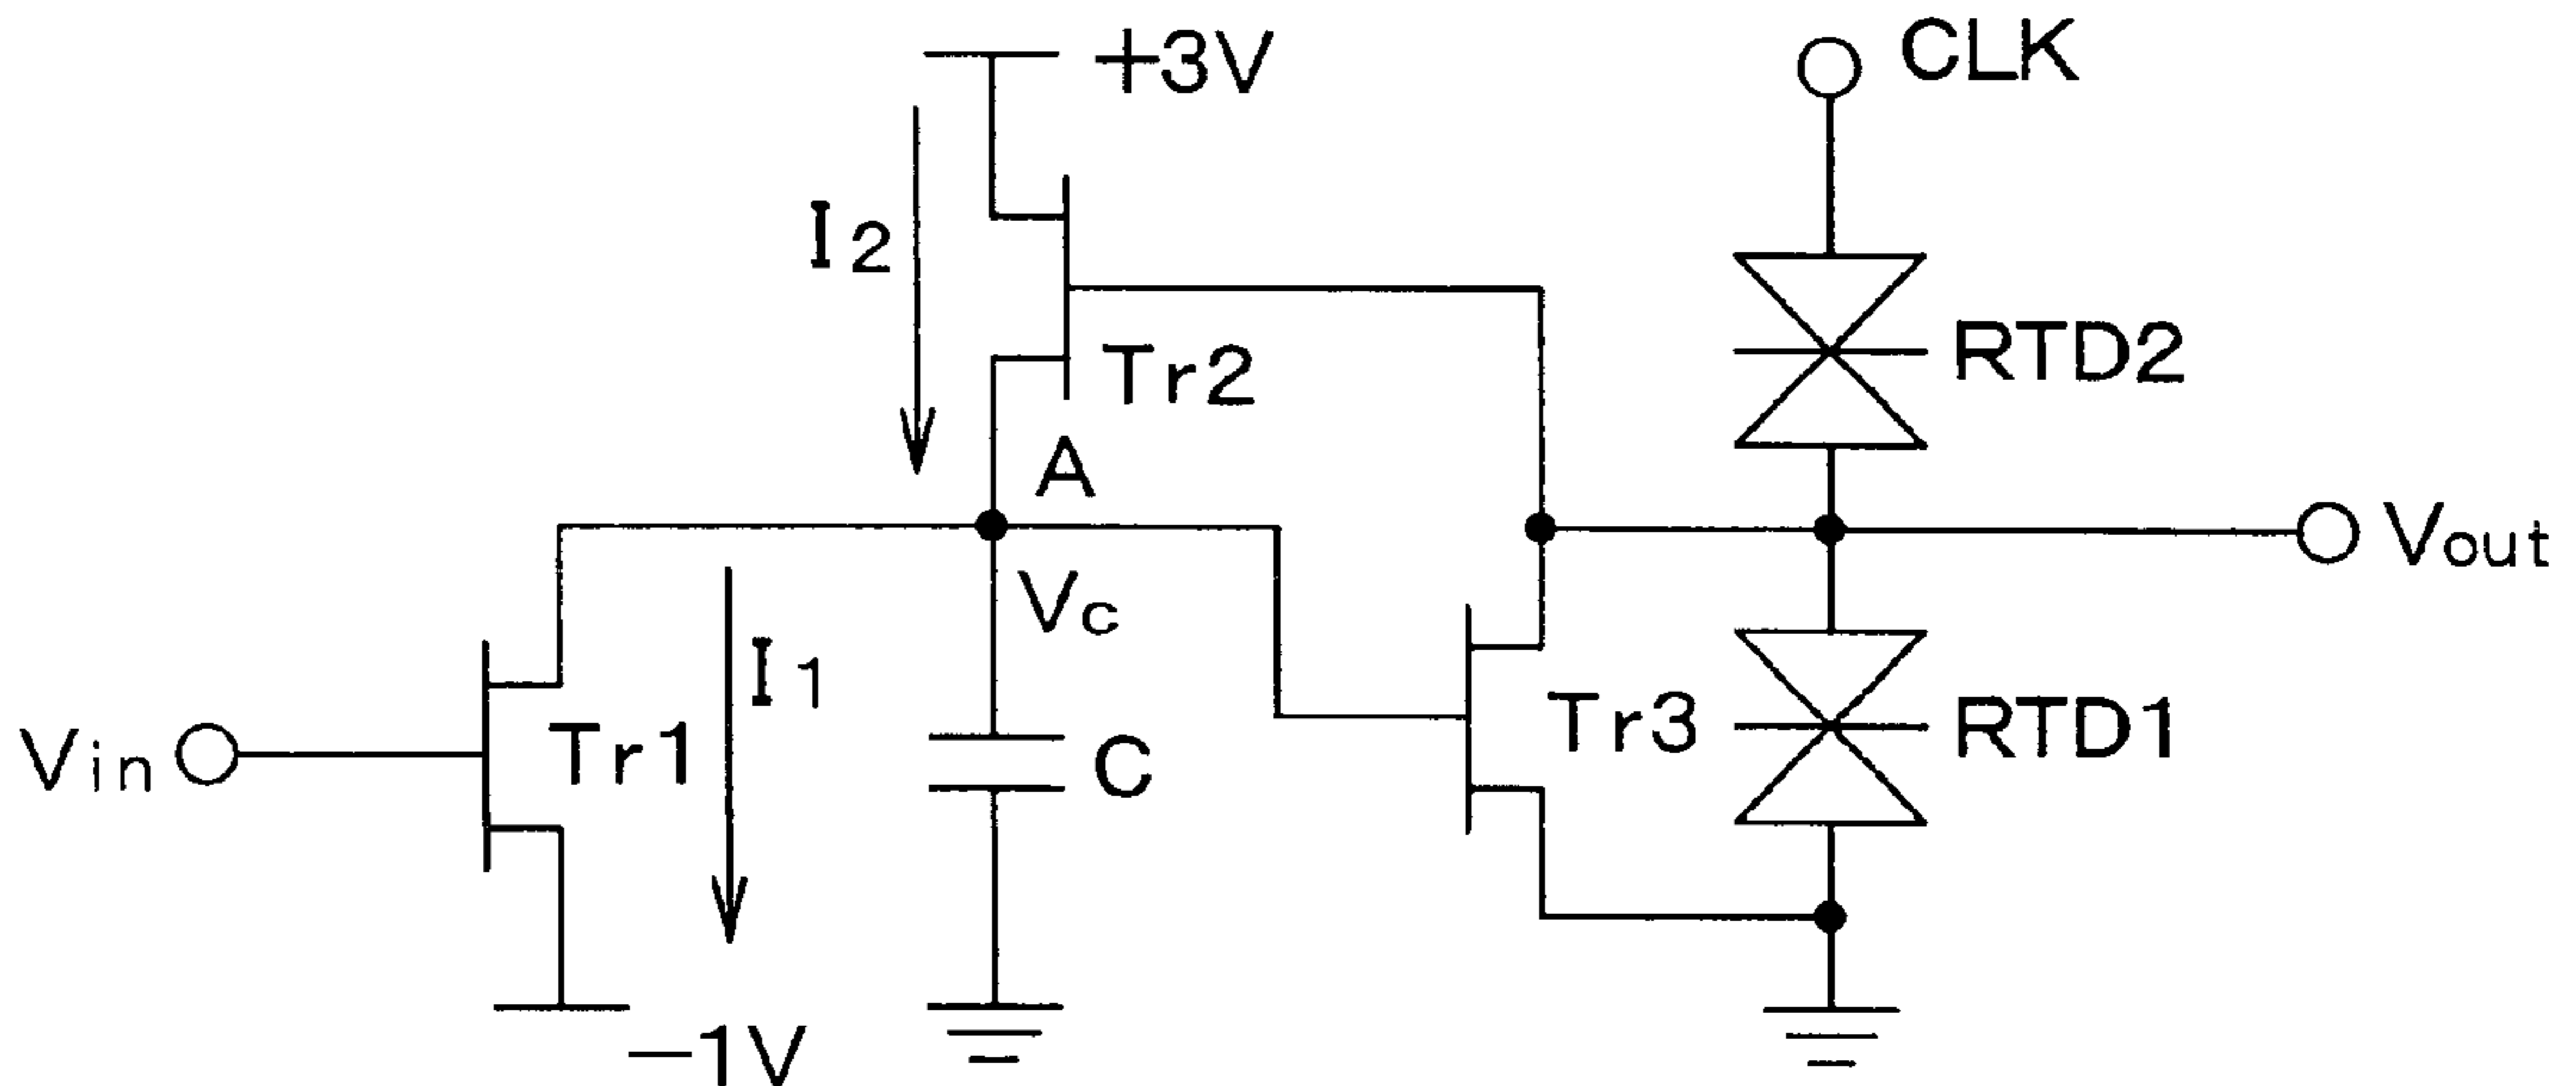 +3V
CLK
I2
Tr2
RTD2
A
Vout
Vc
I1
Tr3
RTD1
Vin
Tr1
C
−1V